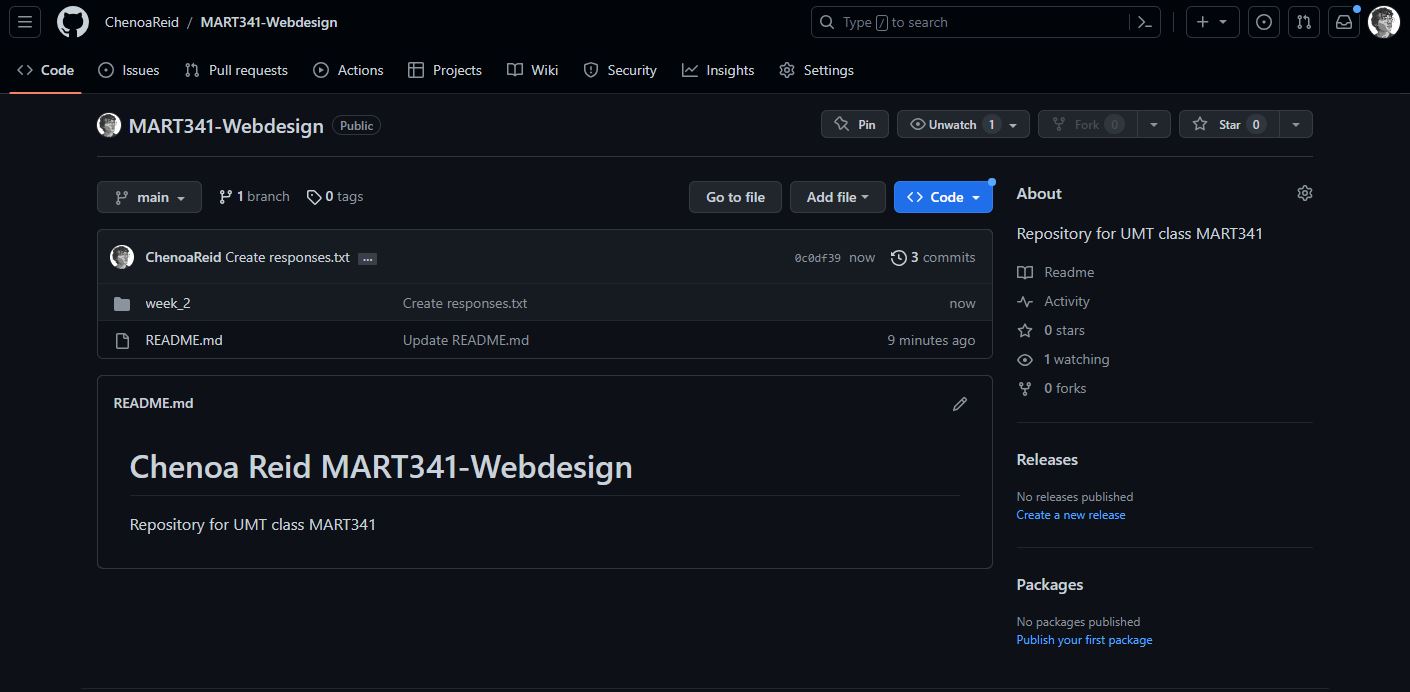 ChenoaReid / MART341-Webdesign
Type / to search
Code Issues Pull requests Actions Projects Wiki Security Insights Settings
MART341-Webdesign Public
Pin Unwatch 1 Fork 0 Star 0
main 1 branch 0 tags
Go to file Add file Code
ChenoaReid Create responses.txt ... 0c0df39 now 3 commits
week_2 Create responses.txt now
README.md Update README.md 9 minutes ago
README.md
Chenoa Reid MART341-Webdesign
Repository for UMT class MART341
About
Repository for UMT class MART341
Readme
Activity
0 stars
1 watching
0 forks
Releases
No releases published
Create a new release
Packages
No packages published
Publish your first package